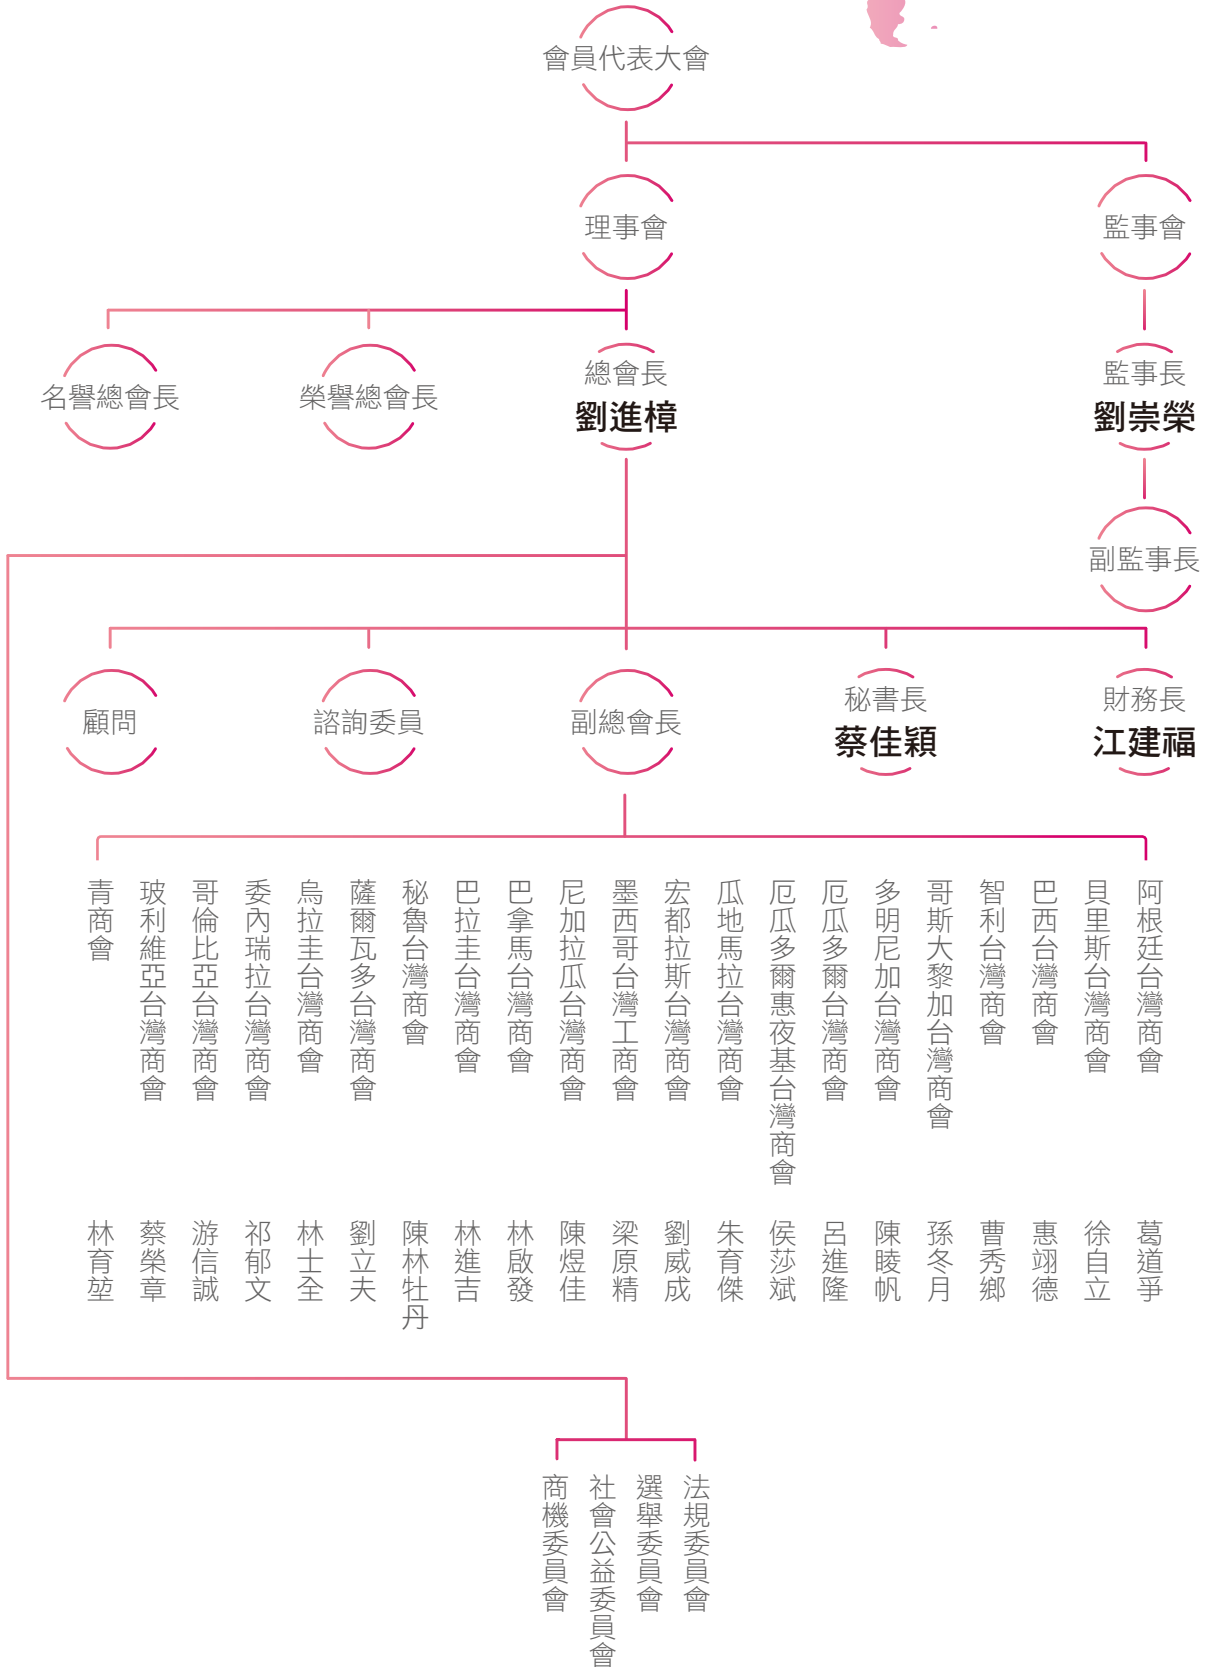 會員代表大會
理事會
監事會
名譽總會長
榮譽總會長
總會長
劉進樟
監事長
劉崇榮
副監事長
顧問
諮詢委員
副總會長
秘書長
蔡佳穎
財務長
江建福
阿根廷台灣商會
葛道爭
貝里斯台灣商會
徐自立
巴西台灣商會
惠翊德
智利台灣商會
曹秀鄉
哥斯大黎加台灣商會
孫冬月
多明尼加台灣商會
陳睖帆
厄瓜多爾台灣商會
呂進隆
厄瓜多爾惠夜基台灣商會
侯莎斌
瓜地馬拉台灣商會
朱育傑
宏都拉斯台灣商會
劉威成
墨西哥台灣工商會
梁原精
尼加拉瓜台灣商會
陳煜佳
巴拿馬台灣商會
林啟發
巴拉圭台灣商會
林進吉
秘魯台灣商會
陳林牡丹
薩爾瓦多台灣商會
劉立夫
烏拉圭台灣商會
林士全
委內瑞拉台灣商會
祁郁文
哥倫比亞台灣商會
游信誠
玻利維亞台灣商會
蔡榮章
青商會
林育堃
法規委員會
選舉委員會
社會公益委員會
商機委員會